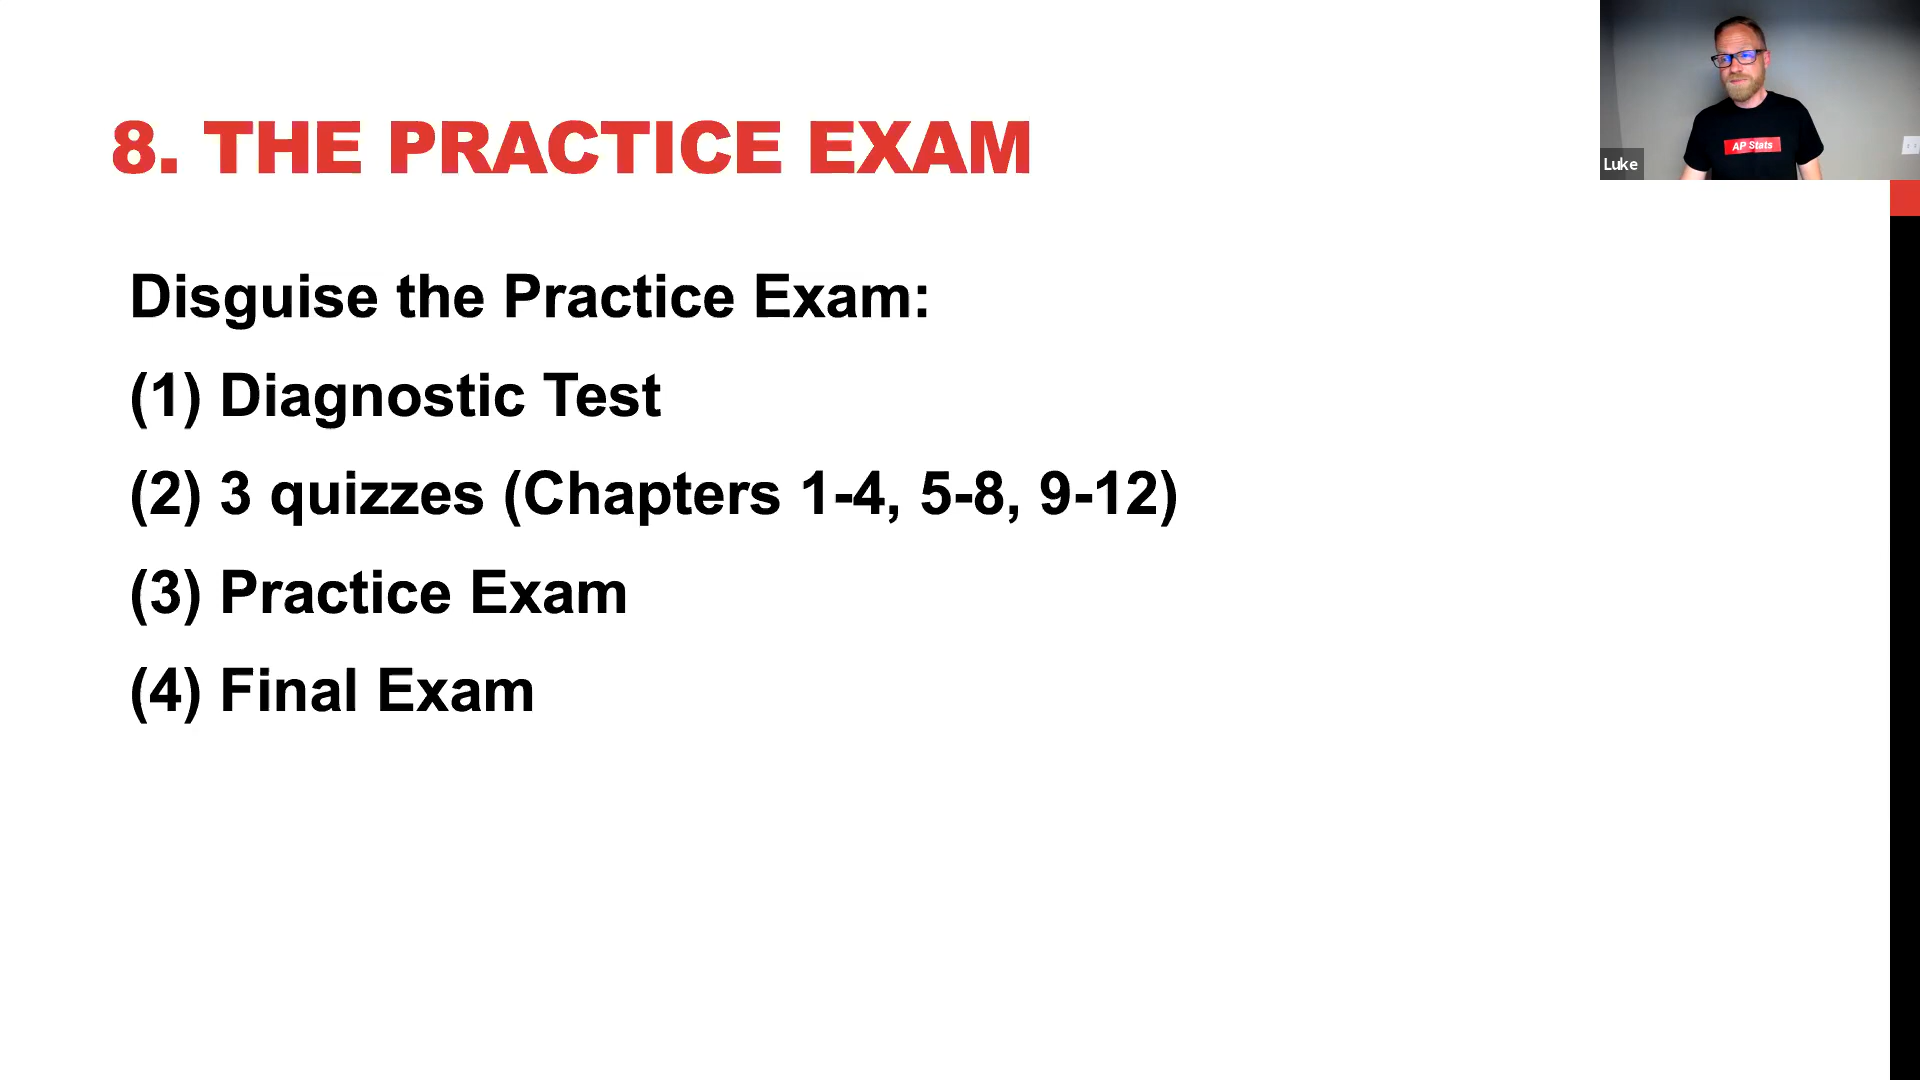 8. THE PRACTICE EXAM
Disguise the Practice Exam:
(1) Diagnostic Test
(2) 3 quizzes (Chapters 1-4, 5-8, 9-12)
(3) Practice Exam
(4) Final Exam
AP Stats
Luke